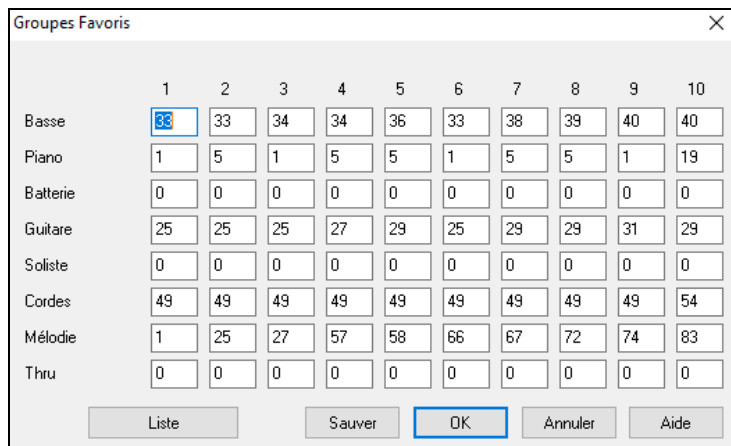 Groupes Favoris
1 2 3 4 5 6 7 8 9 10
Basse 33 33 34 34 36 33 38 39 40 40
Piano 1 5 1 5 5 1 5 5 1 19
Batterie 0 0 0 0 0 0 0 0 0 0
Guitare 25 25 25 27 29 25 29 29 31 29
Soliste 0 0 0 0 0 0 0 0 0 0
Cordes 49 49 49 49 49 49 49 49 49 54
Mélodie 1 25 27 57 58 66 67 72 74 83
Thru 0 0 0 0 0 0 0 0 0 0
Liste Sauver OK Annuler Aide